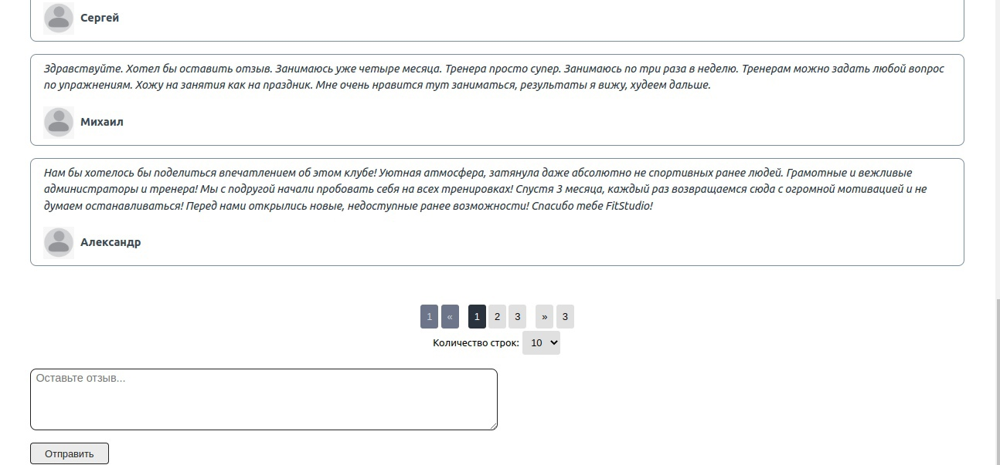 Сергей
Здравствуйте. Хотел бы оставить отзыв. Занимаюсь уже четыре месяца. Тренера просто супер. Занимаюсь по три раза в неделю. Тренерам можно задать любой вопрос
по упражнениям. Хожу на занятия как на праздник. Мне очень нравится тут заниматься, результаты я вижу, худеем дальше.
Михаил
Нам бы хотелось бы поделиться впечатлением об этом клубе! Уютная атмосфера, затянула даже абсолютно не спортивных ранее людей. Грамотные и вежливые
администраторы и тренера! Мы с подругой начали пробовать себя на всех тренировках! Спустя 3 месяца, каждый раз возвращаемся сюда с огромной мотивацией и не
думаем останавливаться! Перед нами открылись новые, недоступные ранее возможности! Спасибо тебе FitStudio!
Александр
1 « 1 2 3 » 3
Количество строк: 10
Оставьте отзыв...
Отправить